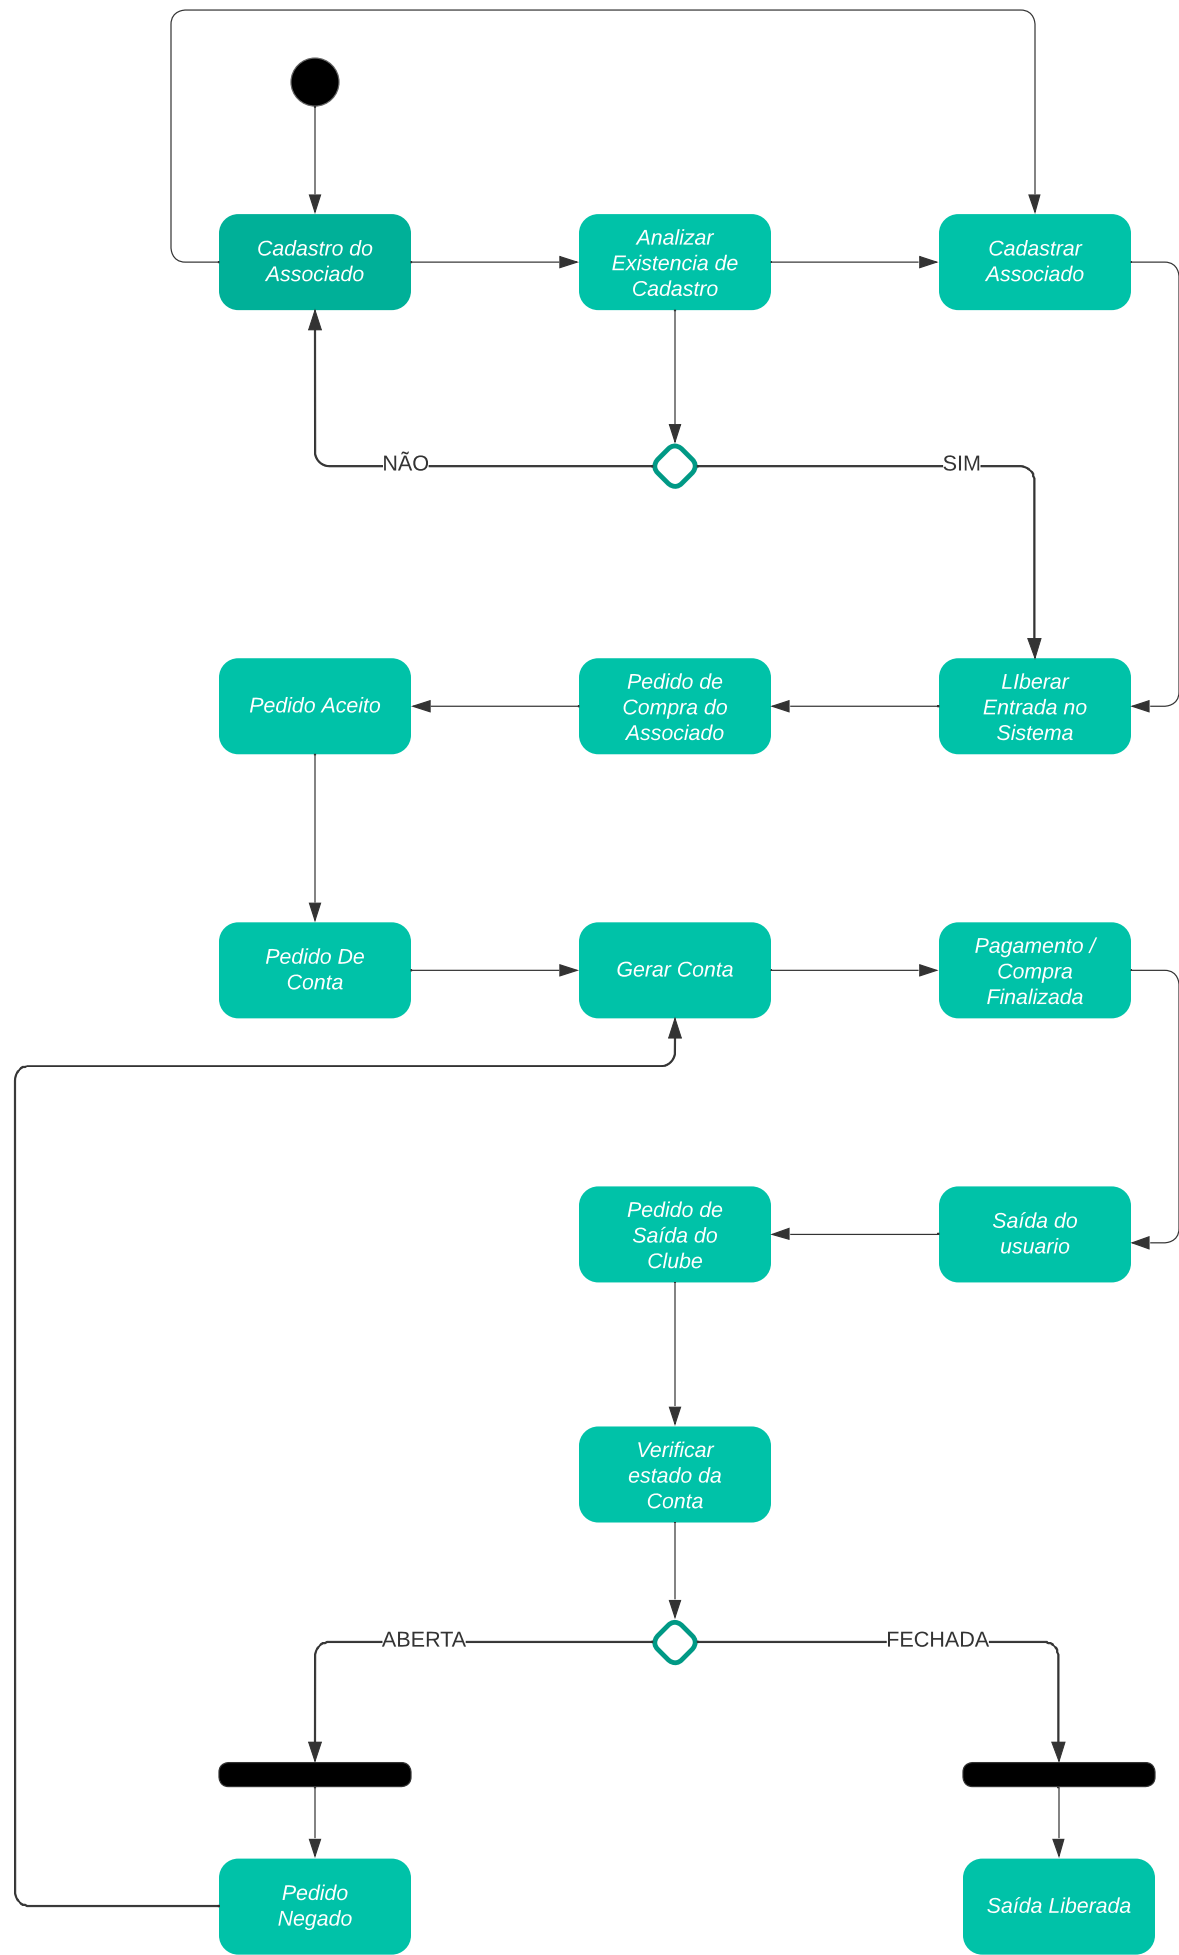 Cadastro do
Associado
Analizar
Existencia de
Cadastro
Cadastrar
Associado
NÃO
SIM
Pedido Aceito
Pedido de
Compra do
Associado
LIberar
Entrada no
Sistema
Pedido De
Conta
Gerar Conta
Pagamento /
Compra
Finalizada
Pedido de
Saída do
Clube
Saída do
usuario
Verificar
estado da
Conta
ABERTA
FECHADA
Pedido
Negado
Saída Liberada